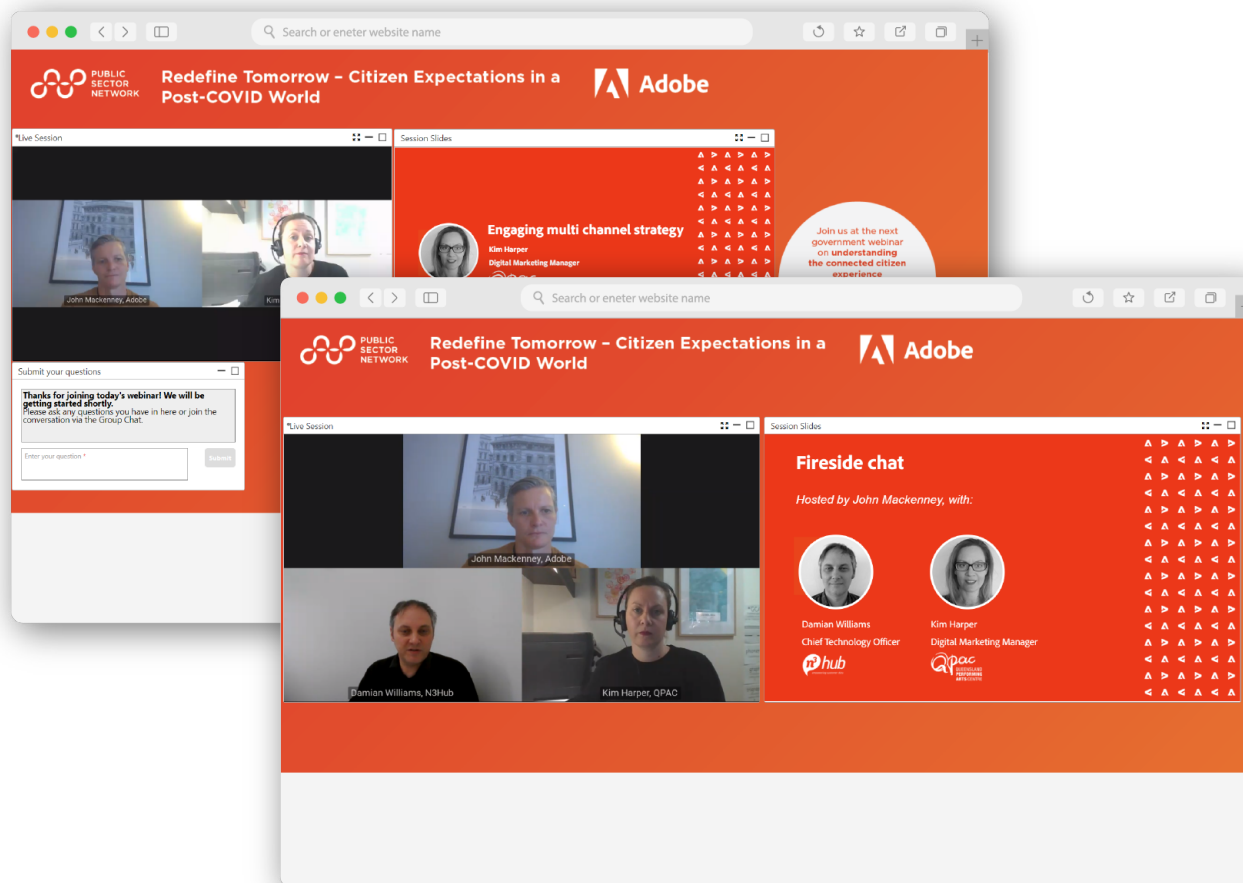 Search or eneter website name
PUBLIC
SECTOR
NETWORK
Redefine Tomorrow – Citizen Expectations in a
Post-COVID World
Adobe
*Live Session
Session Slides
John Mackenney, Adobe
Kim
Engaging multi channel strategy
Kim Harper
Digital Marketing Manager
Join us at the next
government webinar
on understanding
the connected citizen
experience
Submit your questions
Thanks for joining today's webinar! We will be
getting started shortly.
Please ask any questions you have in here or join the
conversation via the Group Chat.
Enter your question *
Submit
Search or eneter website name
PUBLIC
SECTOR
NETWORK
Redefine Tomorrow – Citizen Expectations in a
Post-COVID World
Adobe
*Live Session
Session Slides
John Mackenney, Adobe
Damian Williams, N3Hub
Kim Harper, QPAC
Fireside chat
Hosted by John Mackenney, with:
Damian Williams
Chief Technology Officer
n3 hub
Kim Harper
Digital Marketing Manager
Qpac
QUEENSLAND
PERFORMING
ARTS CENTRE